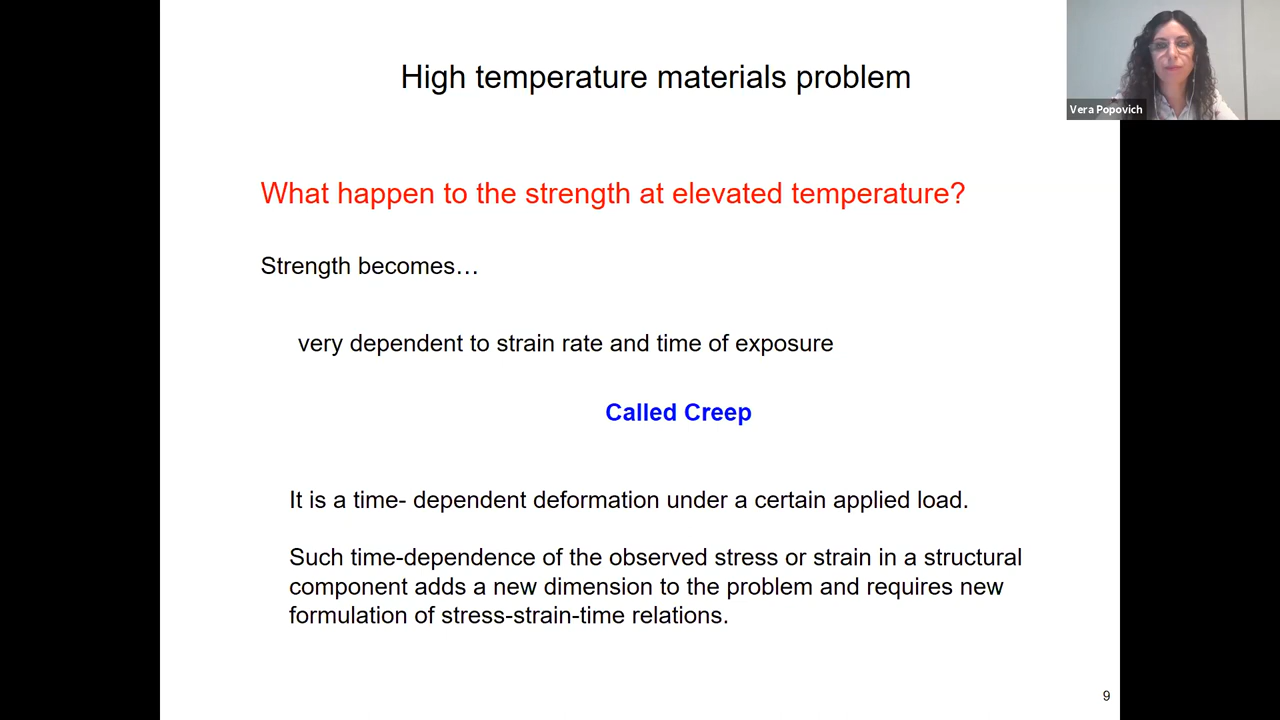 High temperature materials problem
Vera Popovich
What happen to the strength at elevated temperature?
Strength becomes…
very dependent to strain rate and time of exposure
Called Creep
It is a time- dependent deformation under a certain applied load.
Such time-dependence of the observed stress or strain in a structural
component adds a new dimension to the problem and requires new
formulation of stress-strain-time relations.
9